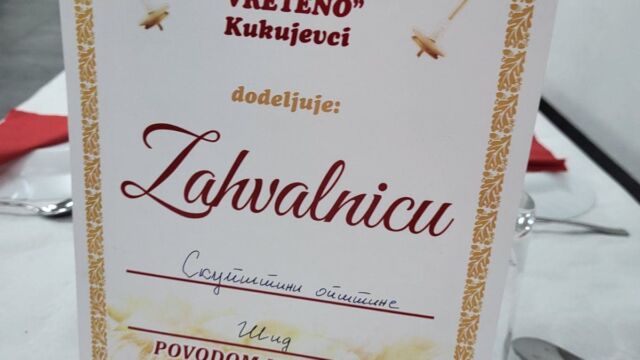 VRETENO”
Kukujevci
dodeljuje:
Zahvalnicu
Скупштини општине
Шид
POVODOM